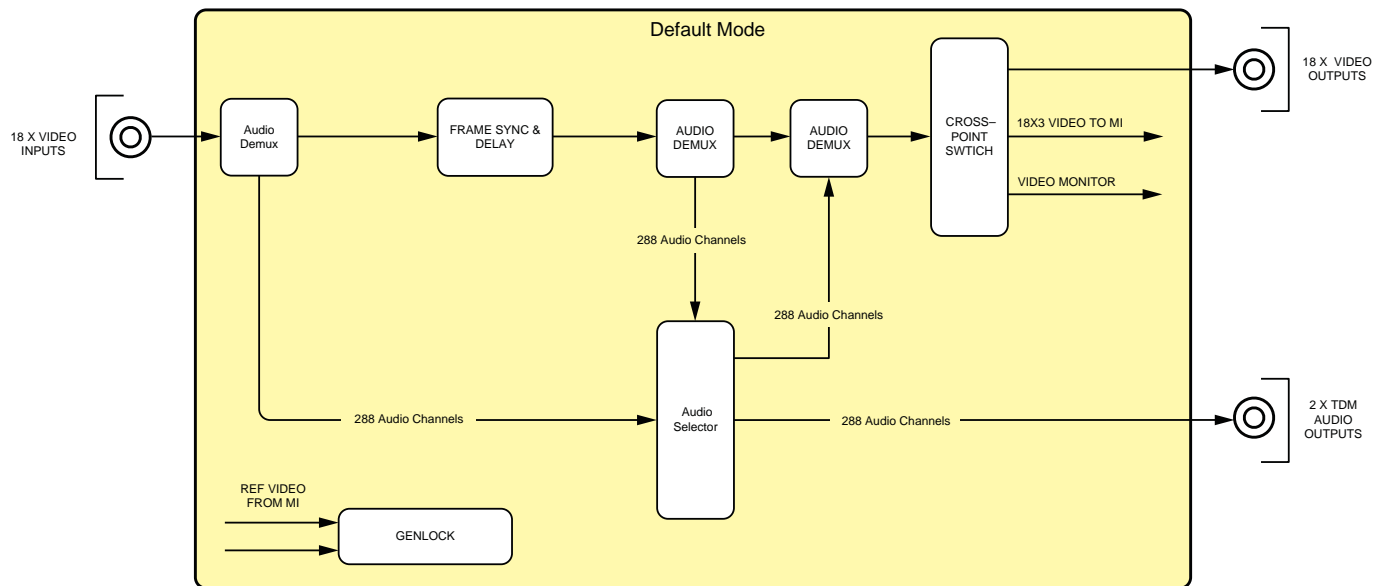 Default Mode
18 X VIDEO
INPUTS
Audio
Demux
FRAME SYNC &
DELAY
AUDIO
DEMUX
AUDIO
DEMUX
CROSS–
POINT
SWTICH
18 X VIDEO
OUTPUTS
18X3 VIDEO TO MI
VIDEO MONITOR
288 Audio Channels
288 Audio Channels
288 Audio Channels
Audio
Selector
288 Audio Channels
2 X TDM
AUDIO
OUTPUTS
REF VIDEO
FROM MI
GENLOCK